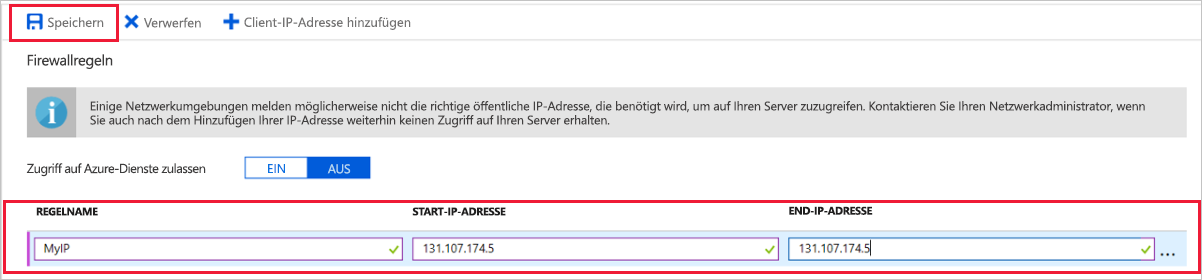 Speichern Verwerfen Client-IP-Adresse hinzufügen
Firewallregeln
Einige Netzwerkumgebungen melden möglicherweise nicht die richtige öffentliche IP-Adresse, die benötigt wird, um auf Ihren Server zuzugreifen. Kontaktieren Sie Ihren Netzwerkadministrator, wenn
Sie auch nach dem Hinzufügen Ihrer IP-Adresse weiterhin keinen Zugriff auf Ihren Server erhalten.
Zugriff auf Azure-Dienste zulassen EIN AUS
REGELNAME START-IP-ADRESSE END-IP-ADRESSE
MyIP 131.107.174.5 131.107.174.5 ...